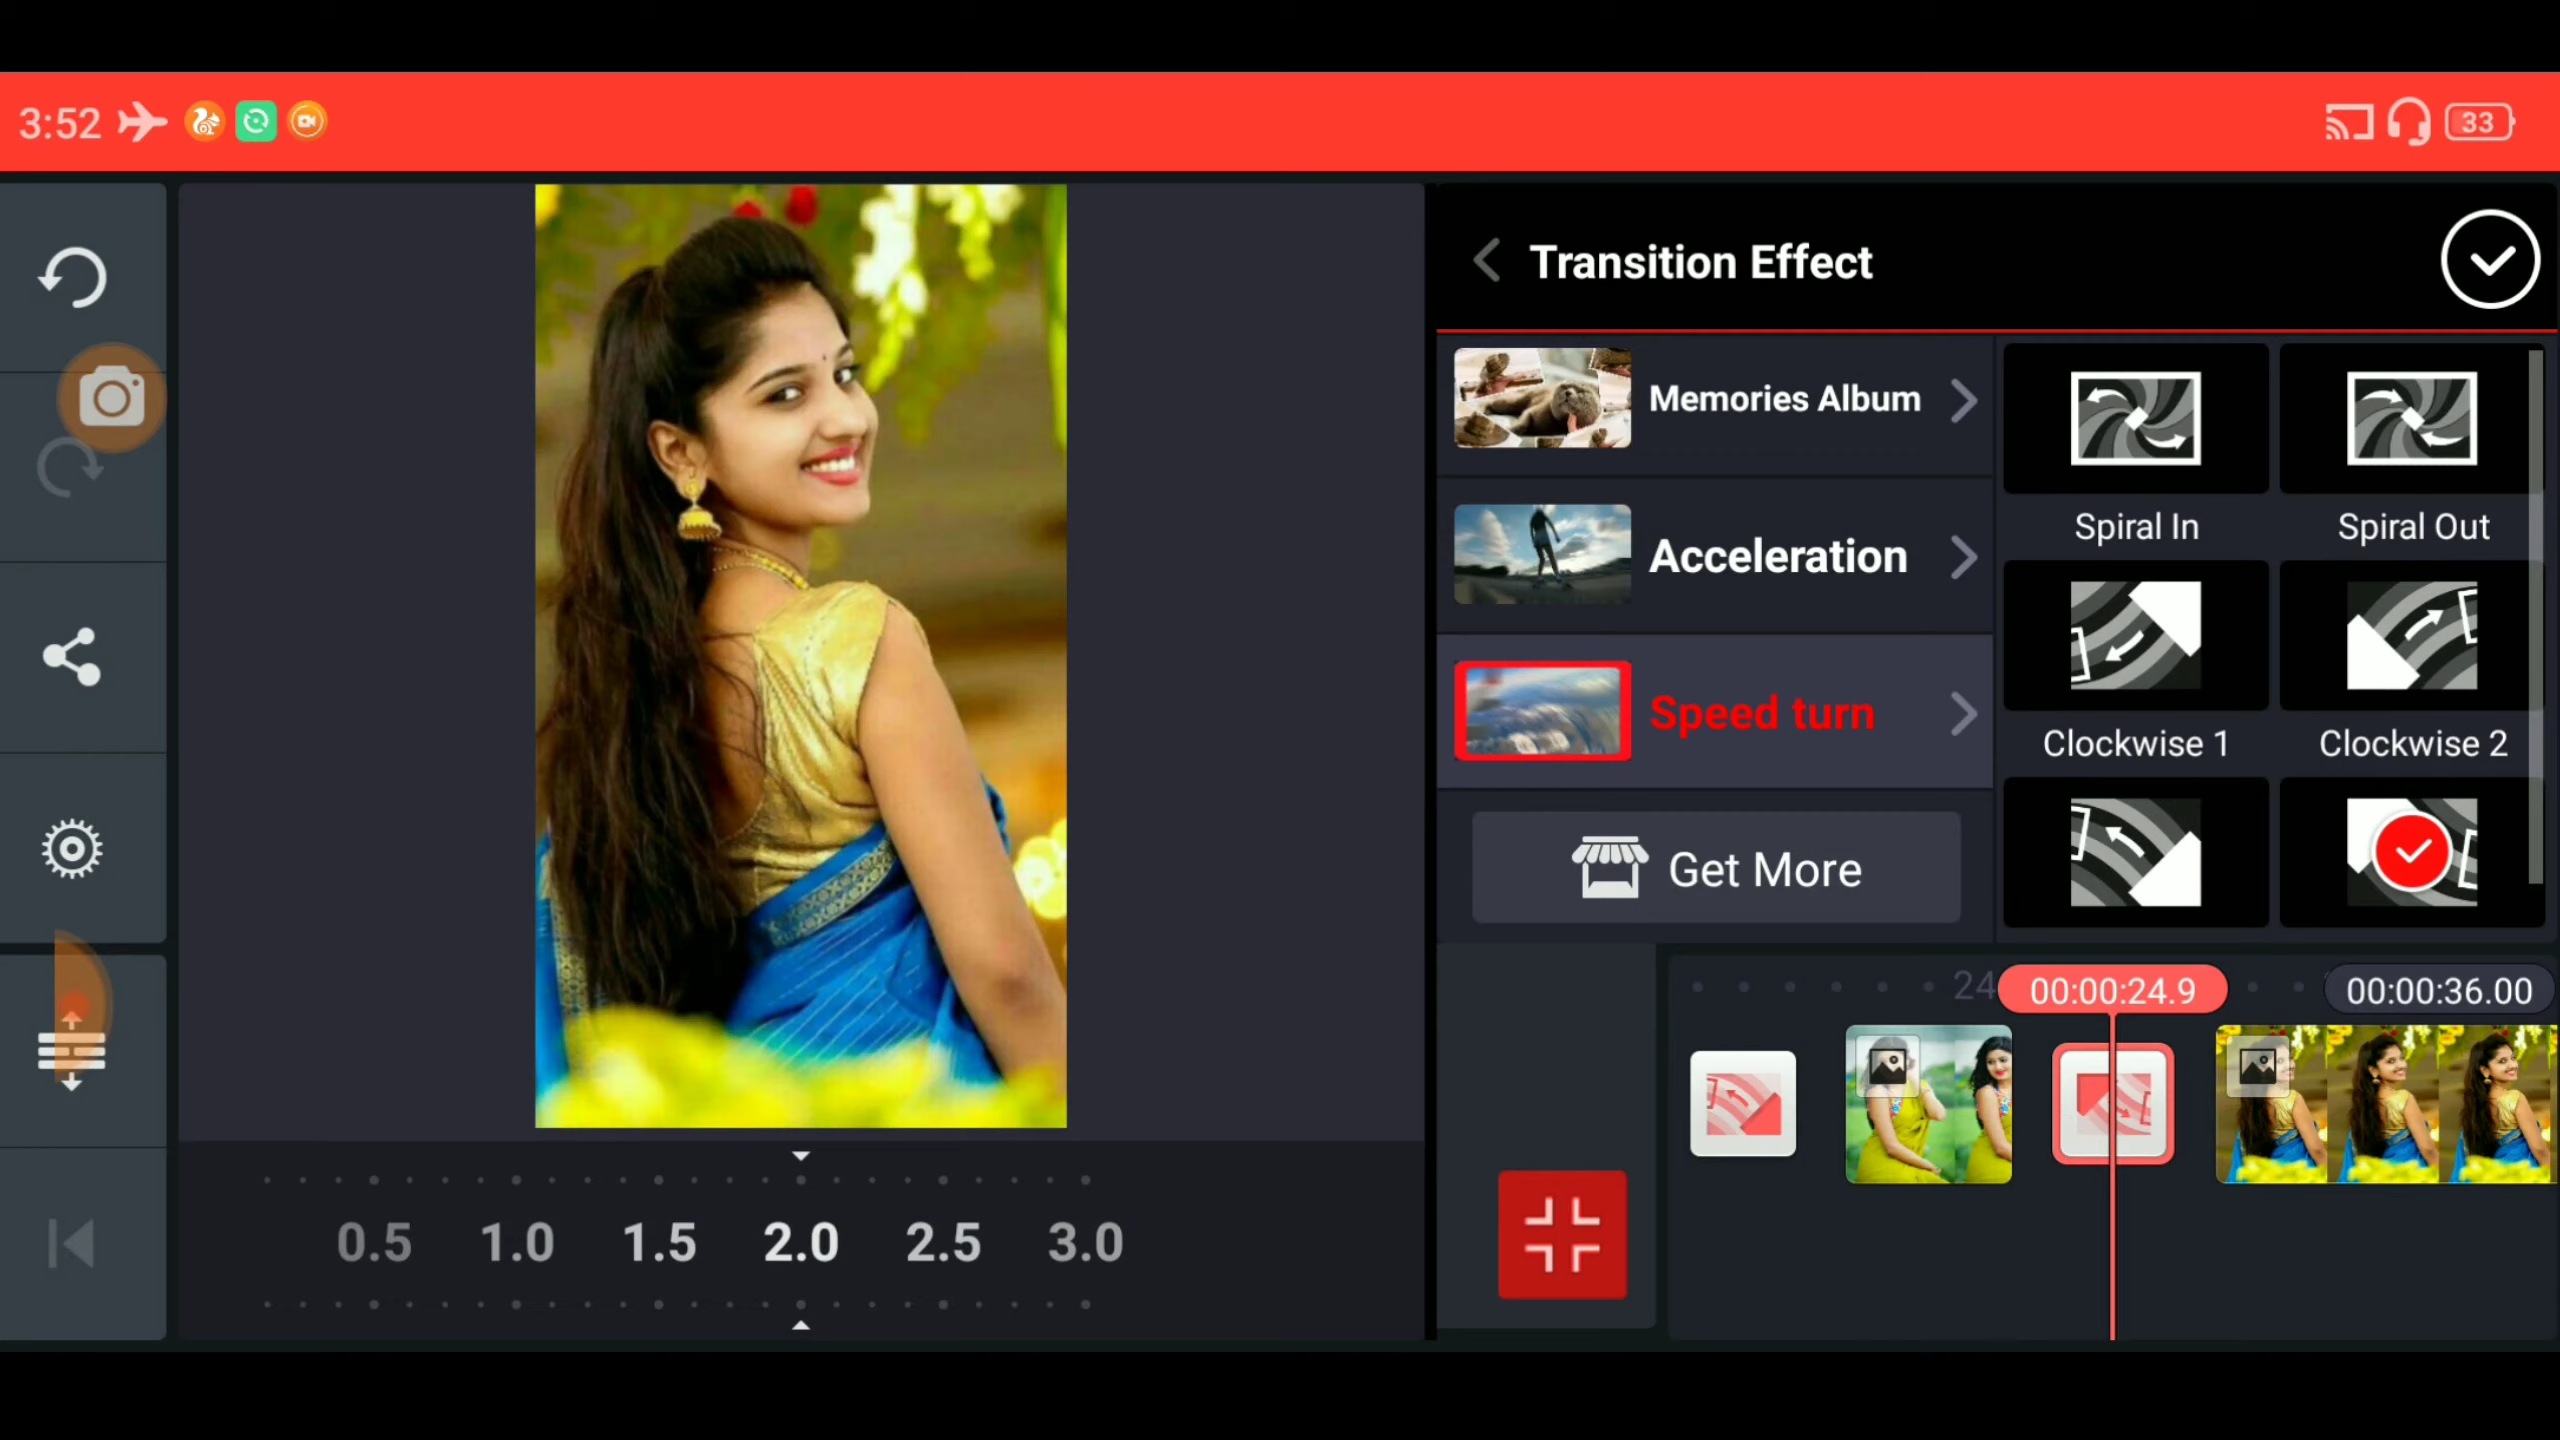 3:52
33
Transition Effect
Memories Album
Acceleration
Speed turn
Get More
Spiral In
Spiral Out
Clockwise 1
Clockwise 2
24
00:00:24.9
00:00:36.00
0.5 1.0 1.5 2.0 2.5 3.0